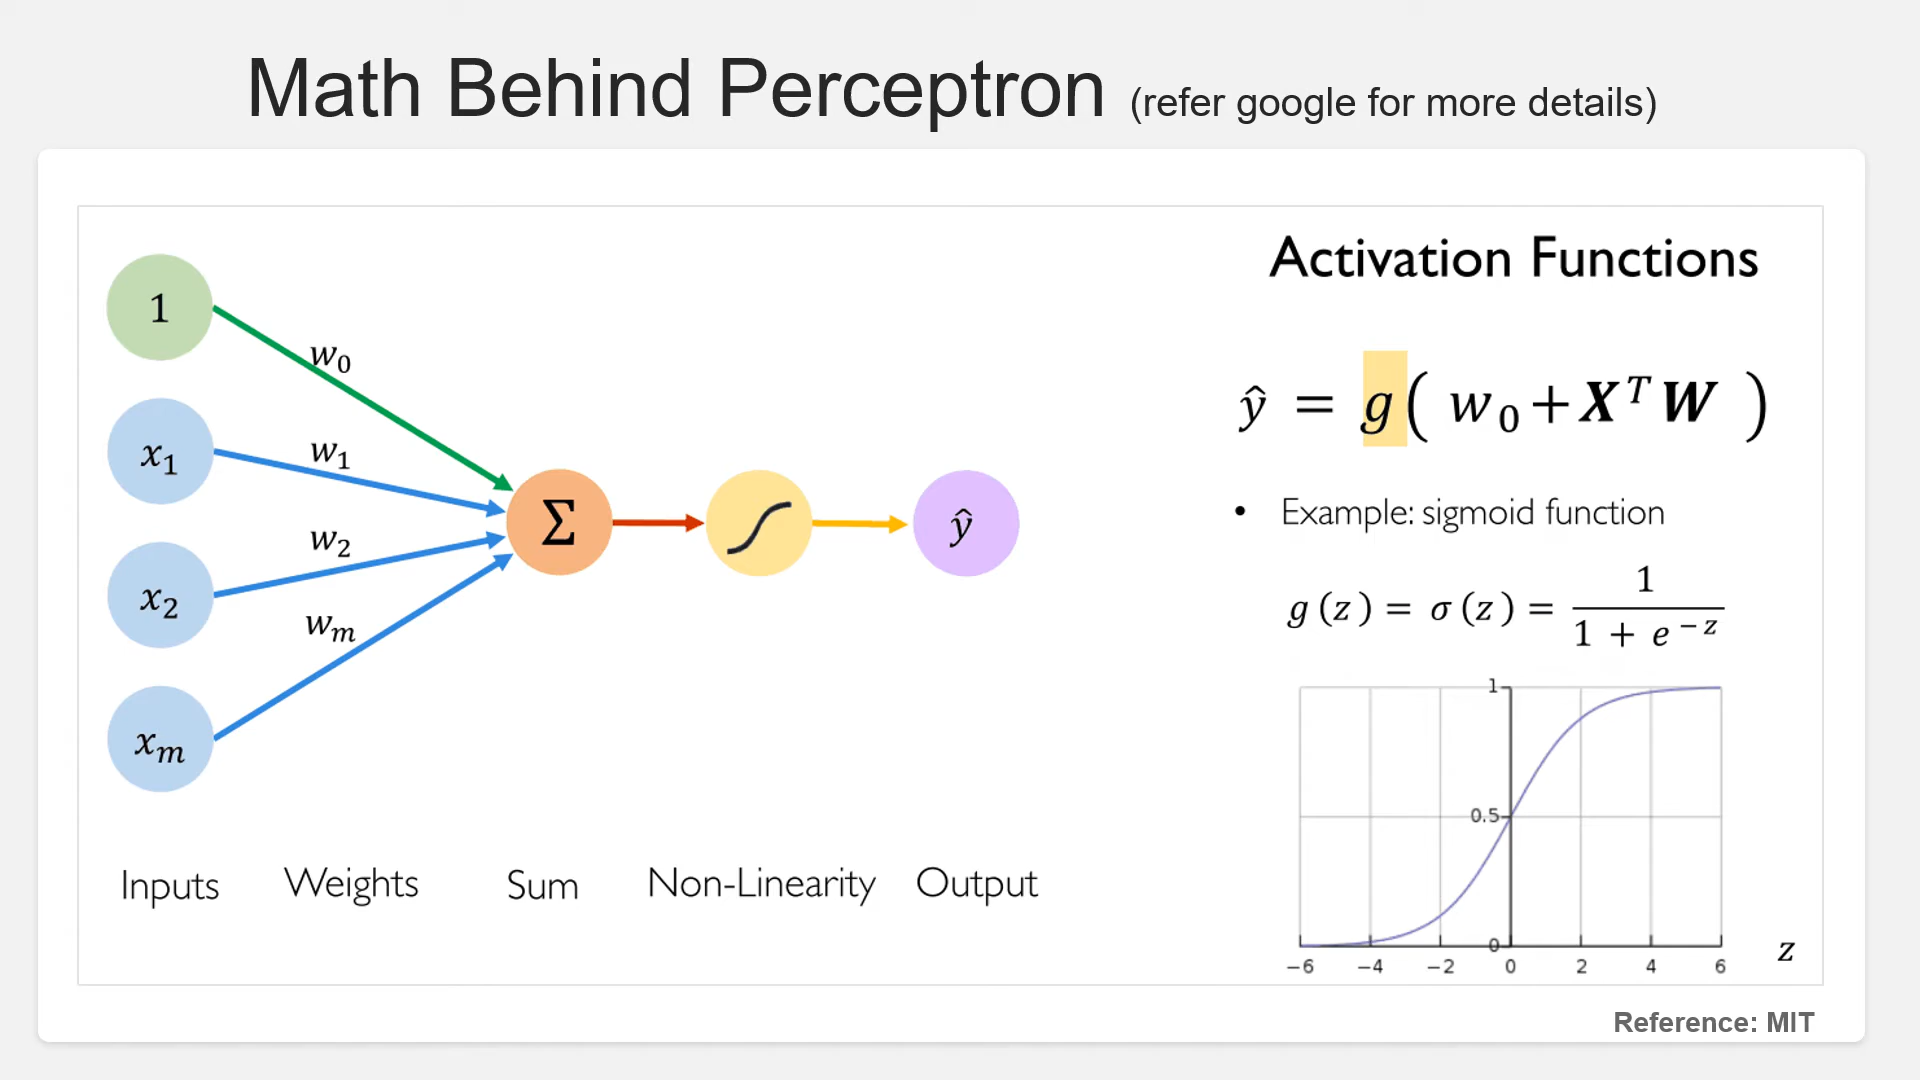 Math Behind Perceptron (refer google for more details)
1
w₀
x₁
w₁
x₂
w₂
xₘ
wₘ
Σ
ŷ
Inputs Weights Sum Non-Linearity Output
Activation Functions
ŷ = g ( w₀ + Xᵀ W )
• Example: sigmoid function
g (z) = σ (z) = 1 / 1 + e⁻ᶻ
1
0.5
0
−6 −4 −2 0 2 4 6
z
Reference: MIT